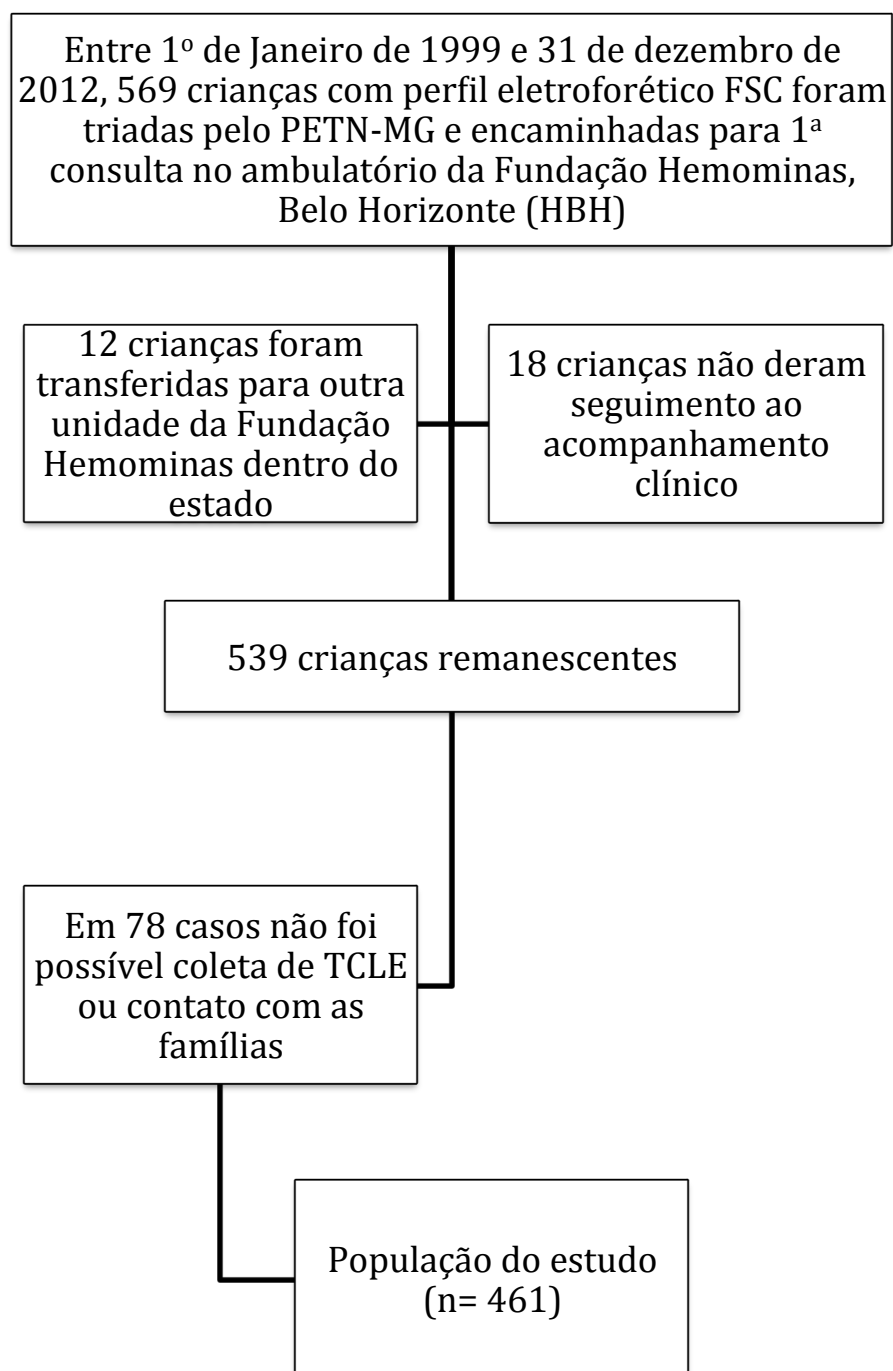 Entre 1º de Janeiro de 1999 e 31 de dezembro de
2012, 569 crianças com perfil eletroforético FSC foram
triadas pelo PETN-MG e encaminhadas para 1ª
consulta no ambulatório da Fundação Hemominas,
Belo Horizonte (HBH)
12 crianças foram
transferidas para outra
unidade da Fundação
Hemominas dentro do
estado
18 crianças não deram
seguimento ao
acompanhamento
clínico
539 crianças remanescentes
Em 78 casos não foi
possível coleta de TCLE
ou contato com as
famílias
População do estudo
(n= 461)